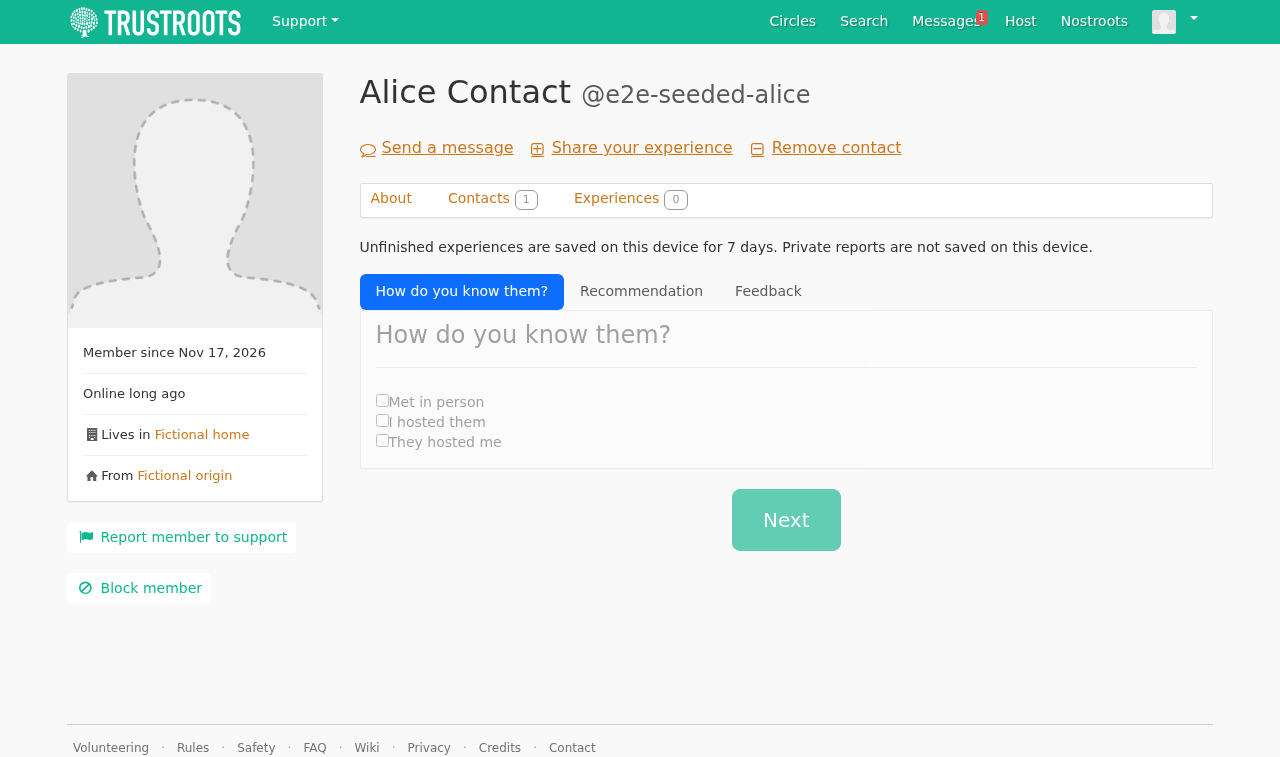 TRUSTROOTS Support Circles Search Messages 1 Host Nostroots
Alice Contact @e2e-seeded-alice
Send a message Share your experience Remove contact
About Contacts 1 Experiences 0
Unfinished experiences are saved on this device for 7 days. Private reports are not saved on this device.
How do you know them? Recommendation Feedback
How do you know them?
Met in person
I hosted them
They hosted me
Next
Member since Nov 17, 2026
Online long ago
Lives in Fictional home
From Fictional origin
Report member to support
Block member
Volunteering · Rules · Safety · FAQ · Wiki · Privacy · Credits · Contact